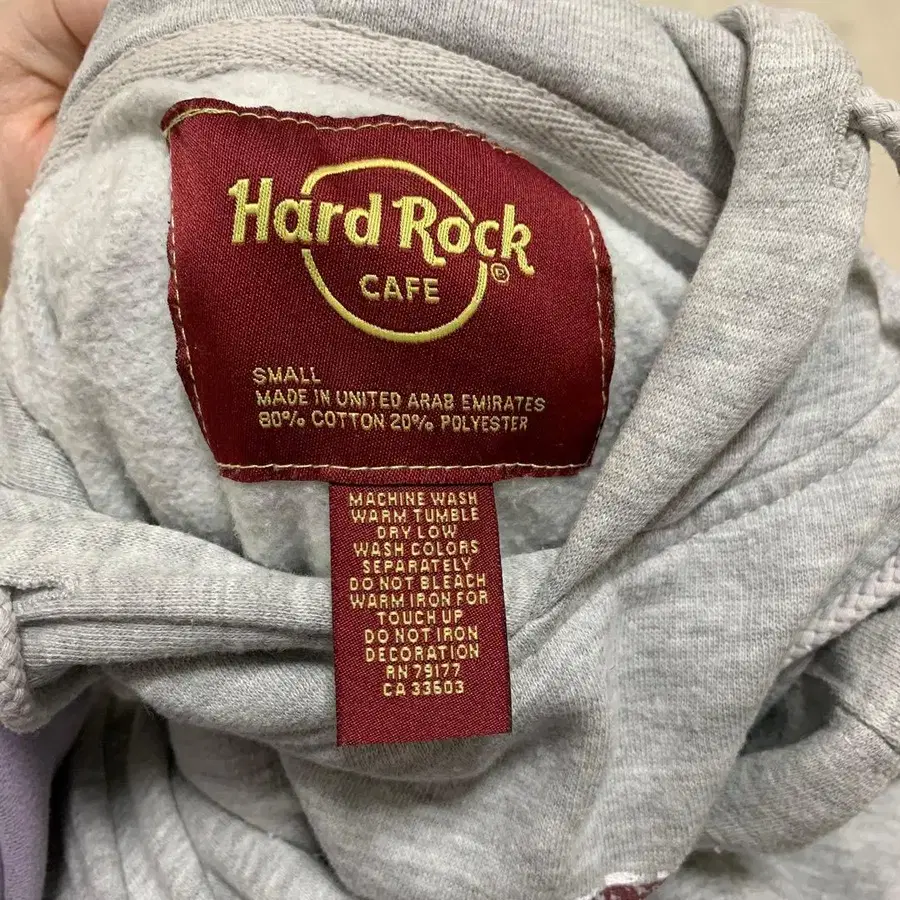 Hard Rock
CAFE
®
SMALL
MADE IN UNITED ARAB EMIRATES
80% COTTON 20% POLYESTER
MACHINE WASH
WARM TUMBLE
DRY LOW
WASH COLORS
SEPARATELY
DO NOT BLEACH
WARM IRON FOR
TOUCH UP
DO NOT IRON
DECORATION
RN 79177
CA 33503